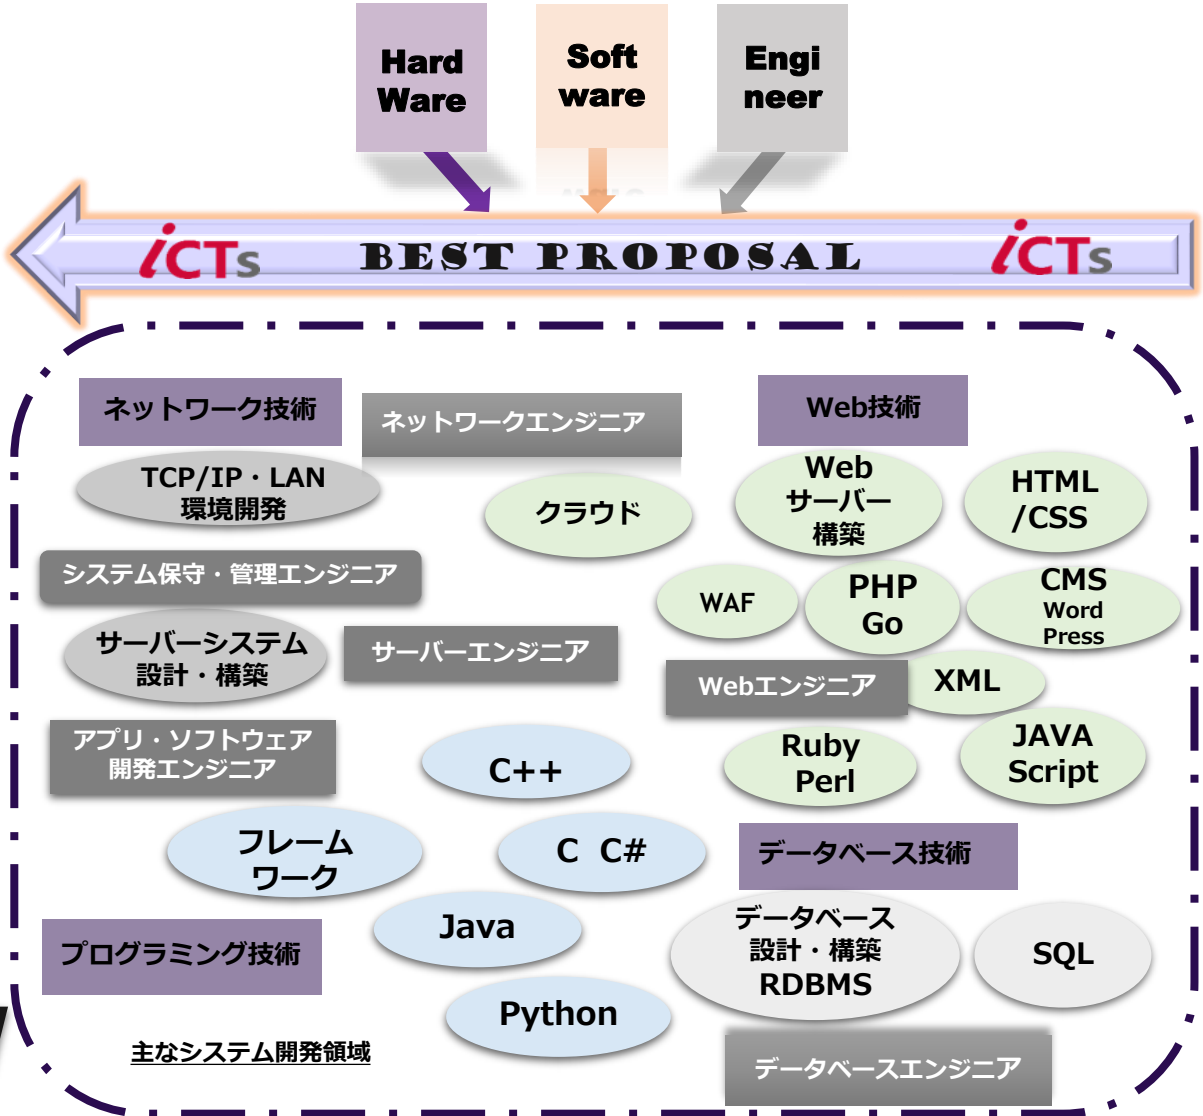 Hard
Ware
Soft
ware
Engi
neer
iCTs
BEST PROPOSAL
iCTs
ネットワーク技術
ネットワークエンジニア
Web技術
TCP/IP・LAN
環境開発
クラウド
Web
サーバー
構築
HTML
/CSS
システム保守・管理エンジニア
WAF
PHP
Go
CMS
Word
Press
サーバーシステム
設計・構築
サーバーエンジニア
Webエンジニア
XML
アプリ・ソフトウェア
開発エンジニア
C++
Ruby
Perl
JAVA
Script
フレーム
ワーク
C C#
データベース技術
Java
データベース
設計・構築
RDBMS
SQL
プログラミング技術
Python
主なシステム開発領域
データベースエンジニア